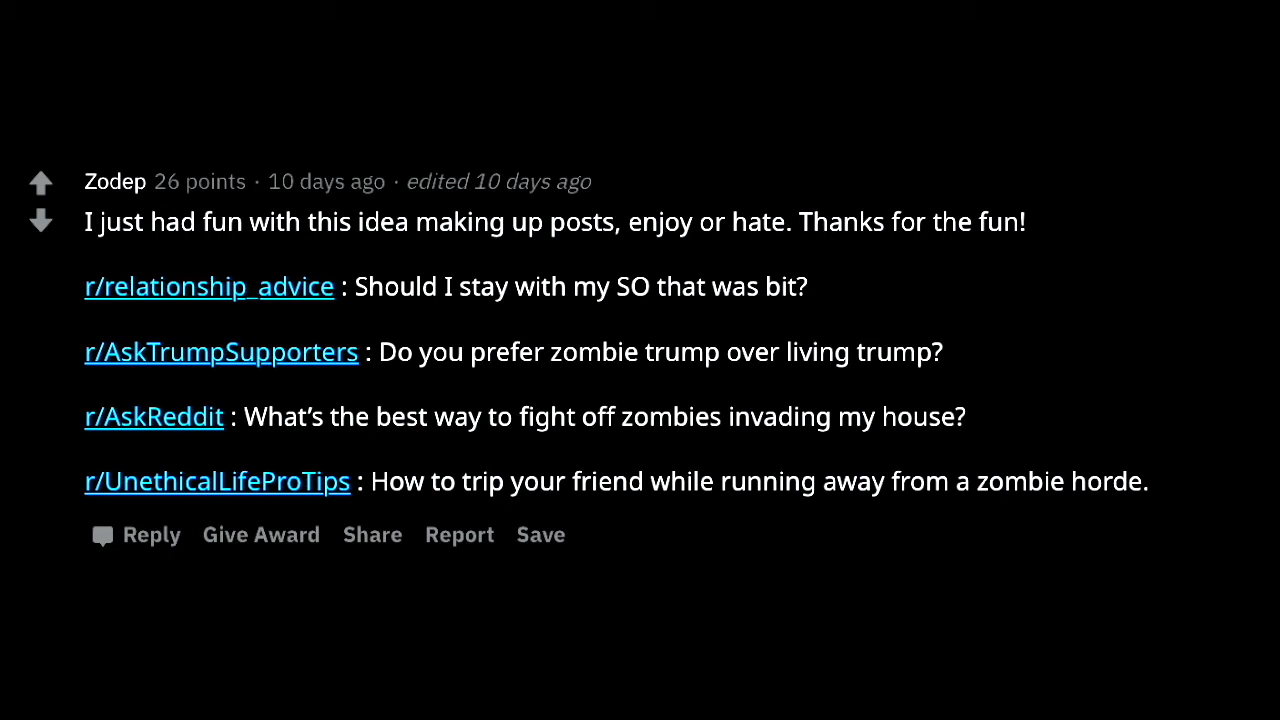 Zodep 26 points · 10 days ago · edited 10 days ago
I just had fun with this idea making up posts, enjoy or hate. Thanks for the fun!
r/relationship_advice : Should I stay with my SO that was bit?
r/AskTrumpSupporters : Do you prefer zombie trump over living trump?
r/AskReddit : What’s the best way to fight off zombies invading my house?
r/UnethicalLifeProTips : How to trip your friend while running away from a zombie horde.
Reply Give Award Share Report Save